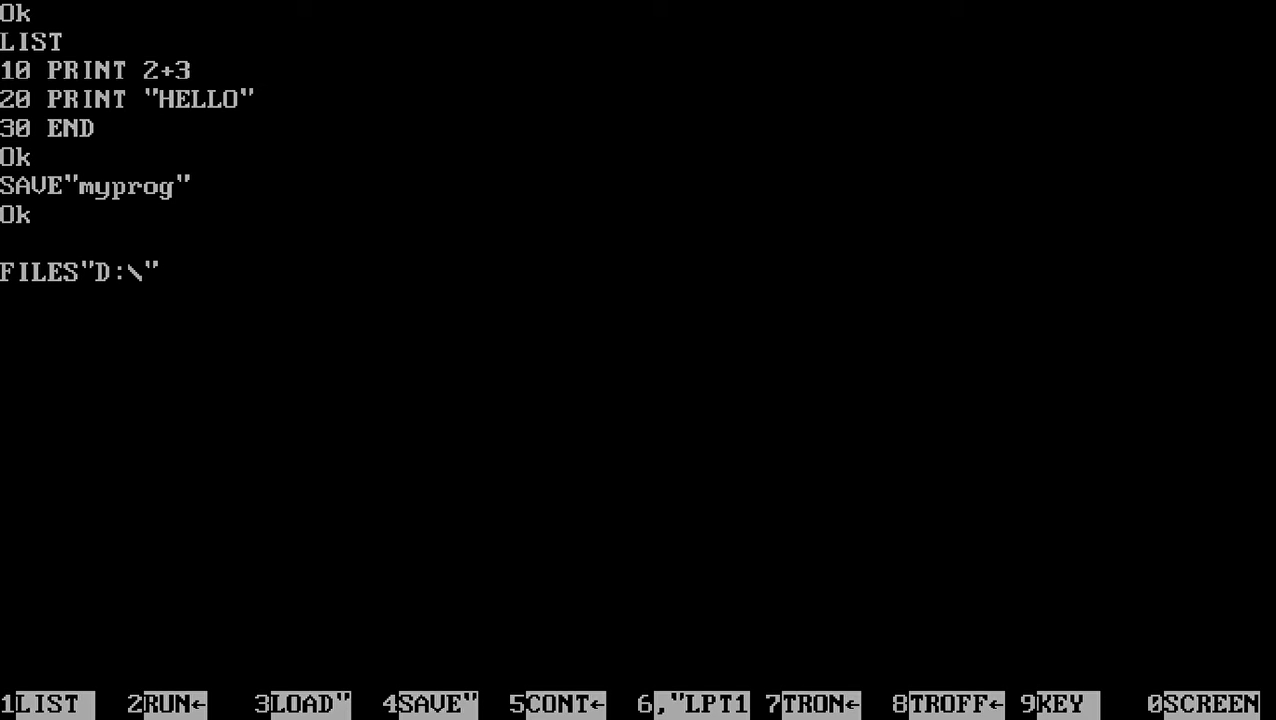 Ok
LIST
10 PRINT 2+3
20 PRINT "HELLO"
30 END
Ok
SAVE"myprog"
Ok
FILES"D:\"
1LIST 2RUN← 3LOAD" 4SAVE" 5CONT← 6,"LPT1 7TRON← 8TROFF← 9KEY 0SCREEN